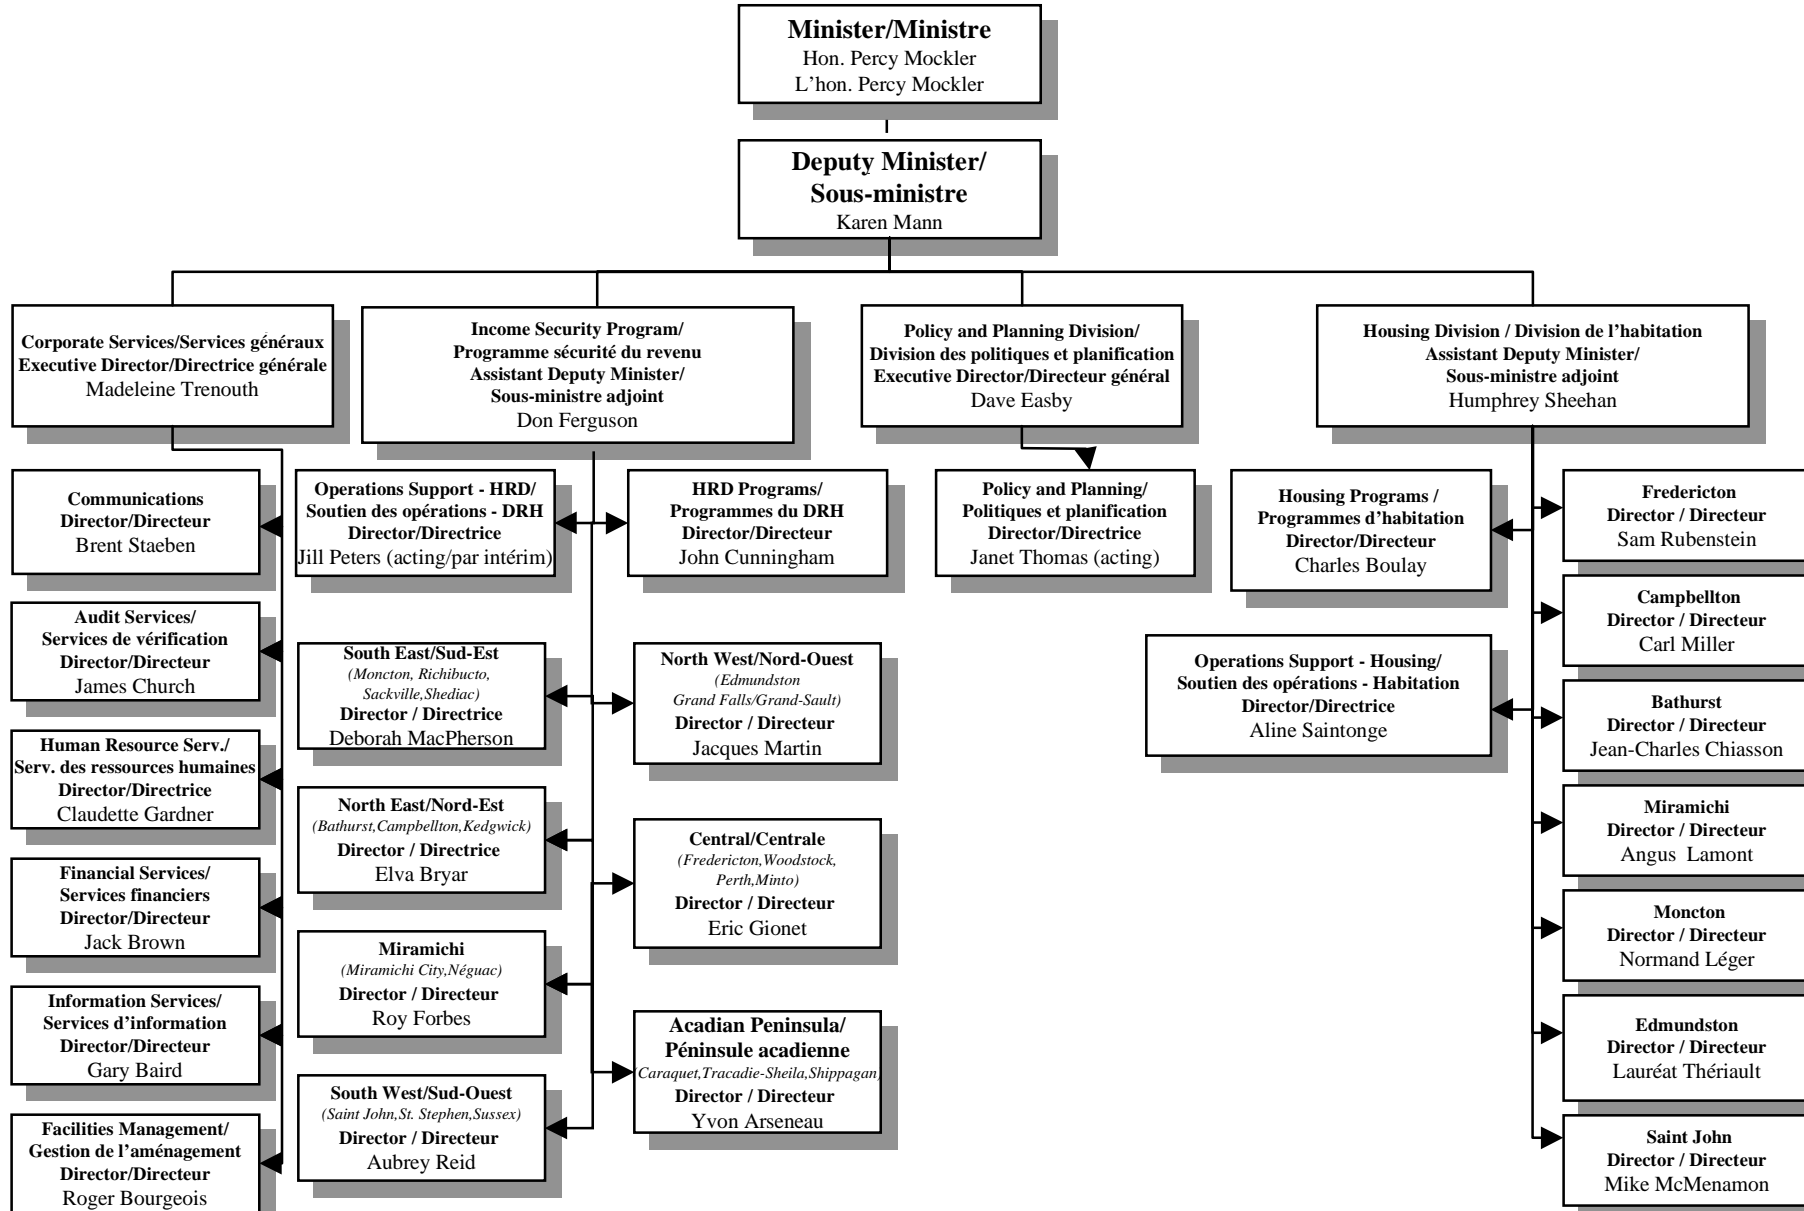 Minister/Ministre
Hon. Percy Mockler
L'hon. Percy Mockler
Deputy Minister/
Sous-ministre
Karen Mann
Corporate Services/Services généraux
Executive Director/Directrice générale
Madeleine Trenouth
Income Security Program/
Programme sécurité du revenu
Assistant Deputy Minister/
Sous-ministre adjoint
Don Ferguson
Policy and Planning Division/
Division des politiques et planification
Executive Director/Directeur général
Dave Easby
Housing Division / Division de l'habitation
Assistant Deputy Minister/
Sous-ministre adjoint
Humphrey Sheehan
Communications
Director/Directeur
Brent Staeben
Audit Services/
Services de vérification
Director/Directeur
James Church
Human Resource Serv./
Serv. des ressources humaines
Director/Directrice
Claudette Gardner
Financial Services/
Services financiers
Director/Directeur
Jack Brown
Information Services/
Services d'information
Director/Directeur
Gary Baird
Facilities Management/
Gestion de l'aménagement
Director/Directeur
Roger Bourgeois
Operations Support - HRD/
Soutien des opérations - DRH
Director/Directrice
Jill Peters (acting/par intérim)
South East/Sud-Est
(Moncton, Richibucto,
Sackville,Shediac)
Director / Directrice
Deborah MacPherson
North East/Nord-Est
(Bathurst,Campbellton,Kedgwick)
Director / Directrice
Elva Bryar
Miramichi
(Miramichi City,Néguac)
Director / Directeur
Roy Forbes
South West/Sud-Ouest
(Saint John,St. Stephen,Sussex)
Director / Directeur
Aubrey Reid
HRD Programs/
Programmes du DRH
Director/Directeur
John Cunningham
North West/Nord-Ouest
(Edmundston
Grand Falls/Grand-Sault)
Director / Directeur
Jacques Martin
Central/Centrale
(Fredericton,Woodstock,
Perth,Minto)
Director / Directeur
Eric Gionet
Acadian Peninsula/
Péninsule acadienne
Caraquet,Tracadie-Sheila,Shippagan)
Director / Directeur
Yvon Arseneau
Policy and Planning/
Politiques et planification
Director/Directrice
Janet Thomas (acting)
Housing Programs /
Programmes d'habitation
Director/Directeur
Charles Boulay
Operations Support - Housing/
Soutien des opérations - Habitation
Director/Directrice
Aline Saintonge
Fredericton
Director / Directeur
Sam Rubenstein
Campbellton
Director / Directeur
Carl Miller
Bathurst
Director / Directeur
Jean-Charles Chiasson
Miramichi
Director / Directeur
Angus Lamont
Moncton
Director / Directeur
Normand Léger
Edmundston
Director / Directeur
Lauréat Thériault
Saint John
Director / Directeur
Mike McMenamon